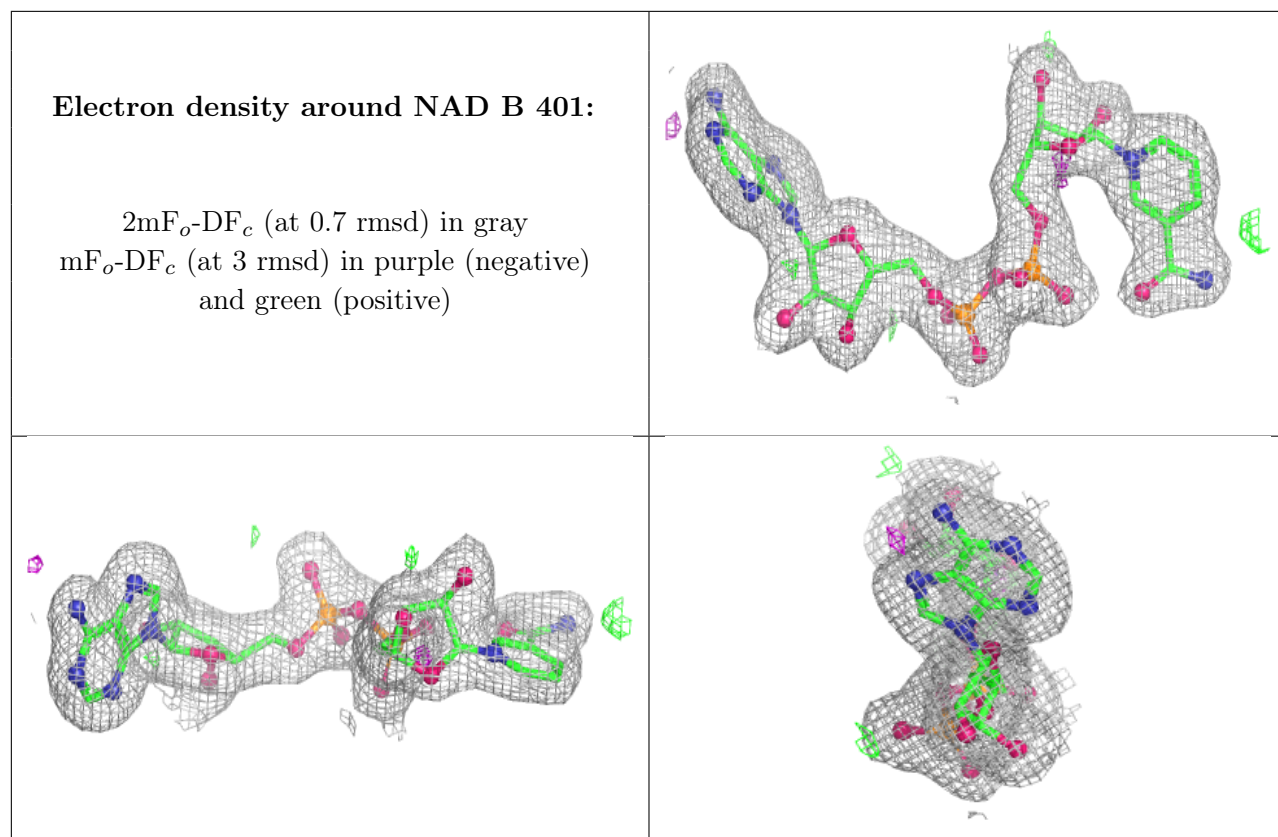 Electron density around NAD B 401:
2mFo-DFc (at 0.7 rmsd) in gray
mFo-DFc (at 3 rmsd) in purple (negative)
and green (positive)